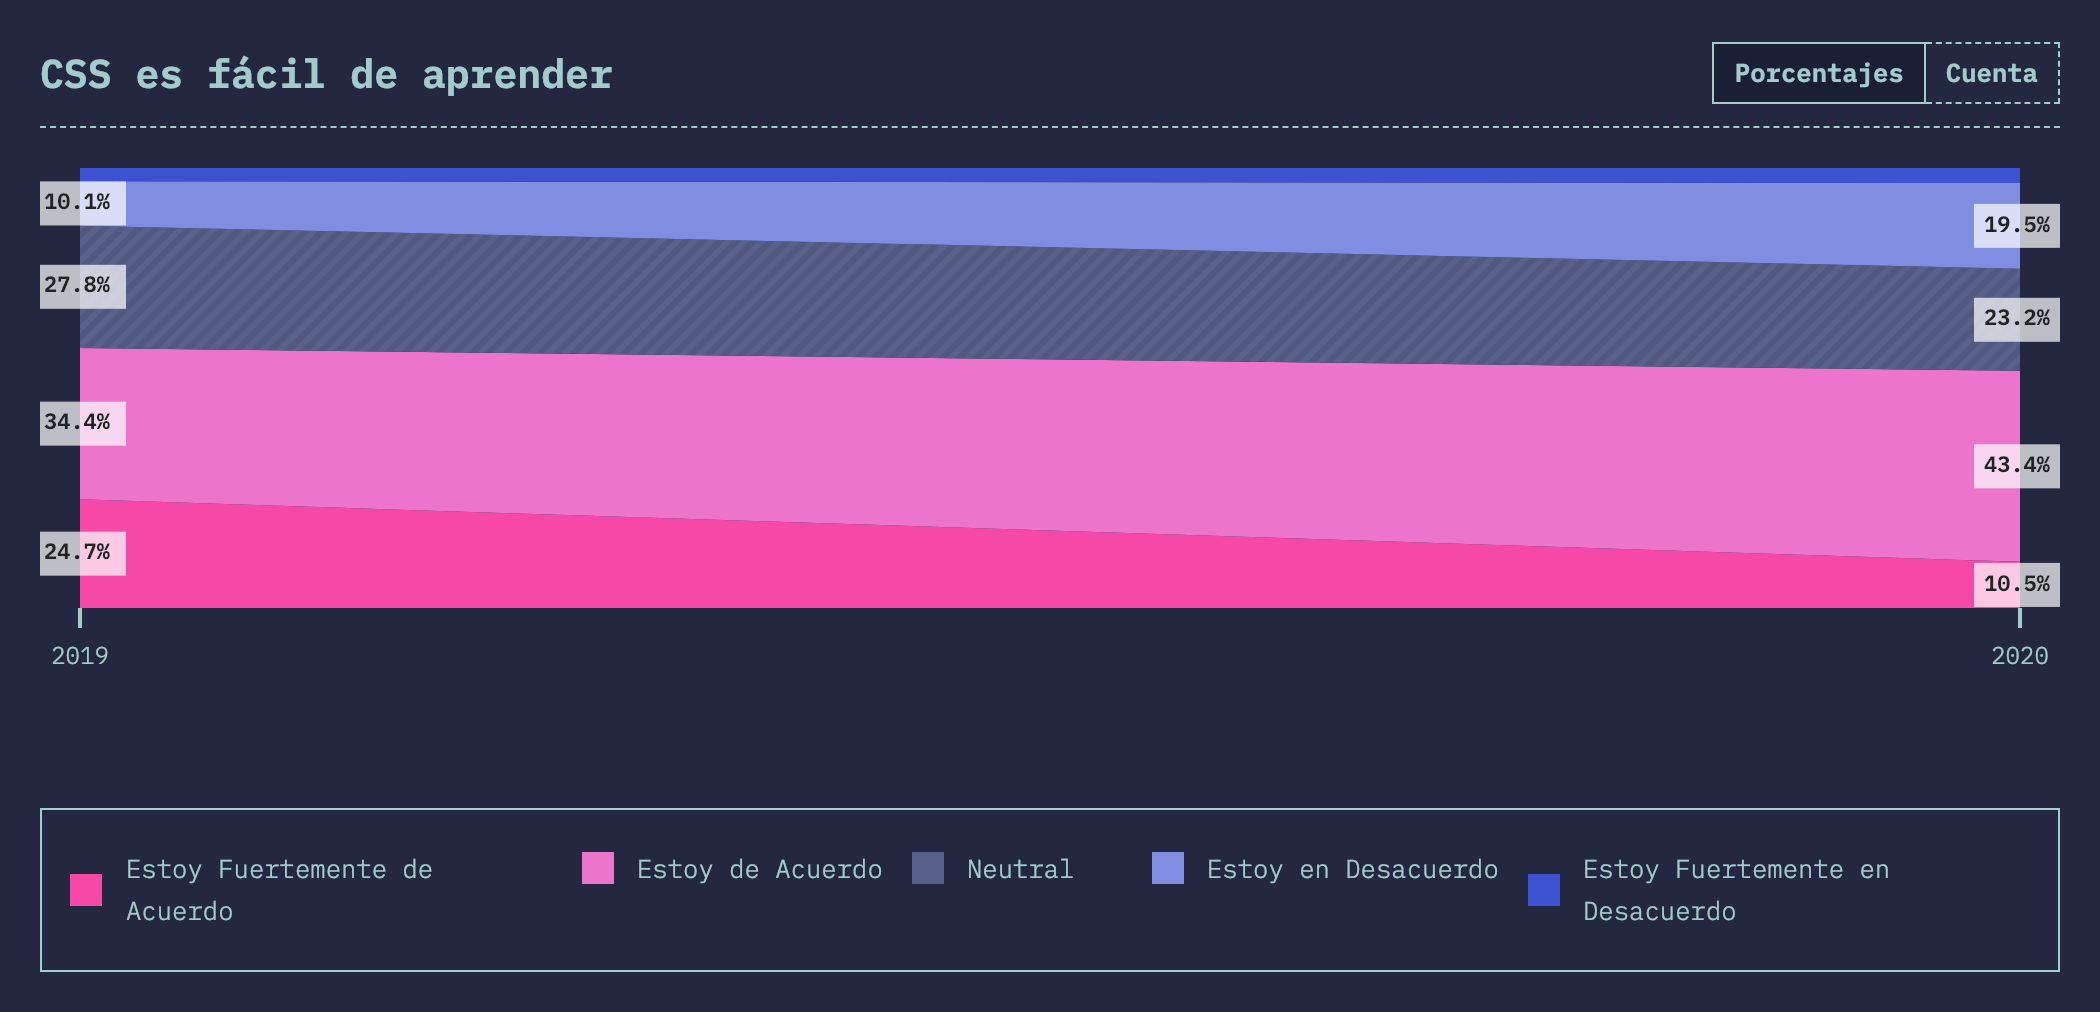 CSS es fácil de aprender
Porcentajes Cuenta
10.1%
27.8%
34.4%
24.7%
19.5%
23.2%
43.4%
10.5%
2019
2020
Estoy Fuertemente de
Acuerdo
Estoy de Acuerdo
Neutral
Estoy en Desacuerdo
Estoy Fuertemente en
Desacuerdo